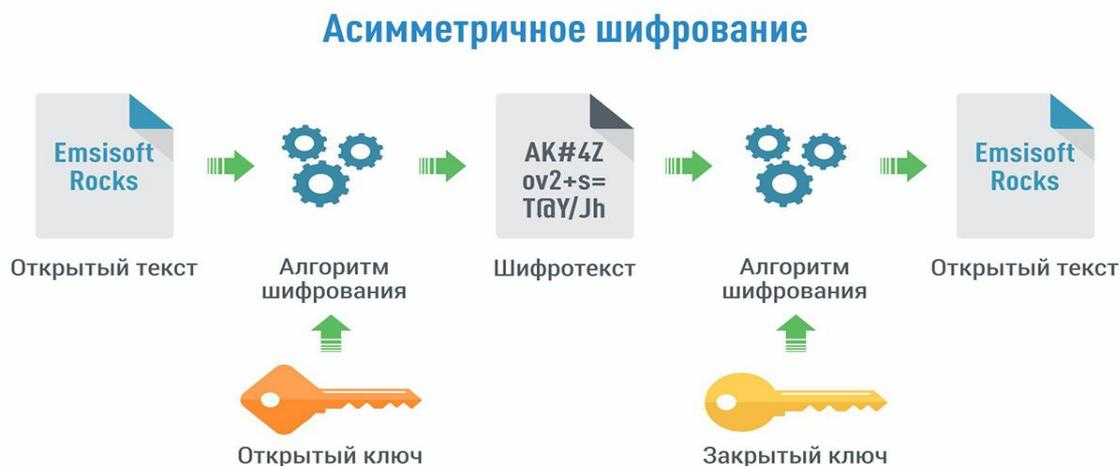 Асимметричное шифрование
Emsisoft
Rocks
AK#4Z
ov2+s=
T@Y/Jh
Emsisoft
Rocks
Открытый текст
Алгоритм
шифрования
Шифротекст
Алгоритм
шифрования
Открытый текст
Открытый ключ
Закрытый ключ